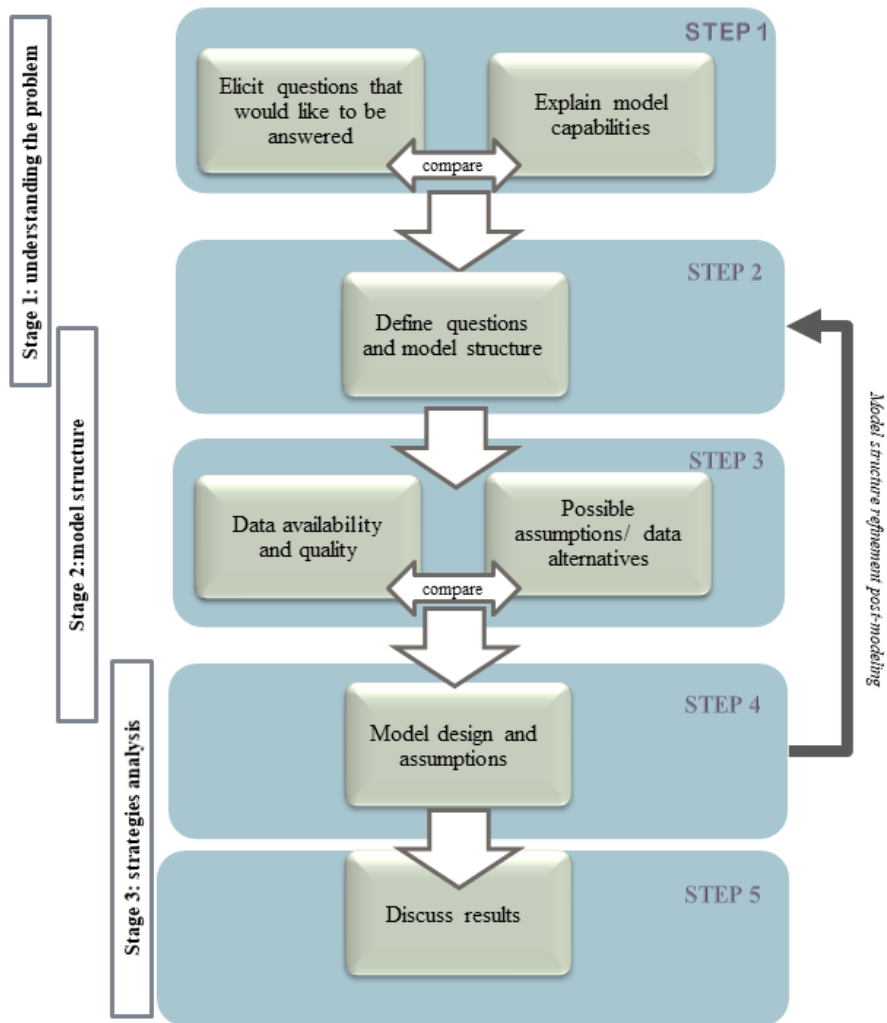 STEP 1
Elicit questions that
would like to be
answered
Explain model
capabilities
compare
Stage 1: understanding the problem
STEP 2
Define questions
and model structure
STEP 3
Data availability
and quality
Possible
assumptions/ data
alternatives
compare
Stage 2:model structure
Model structure refinement post-modeling
STEP 4
Model design and
assumptions
Stage 3: strategies analysis
STEP 5
Discuss results